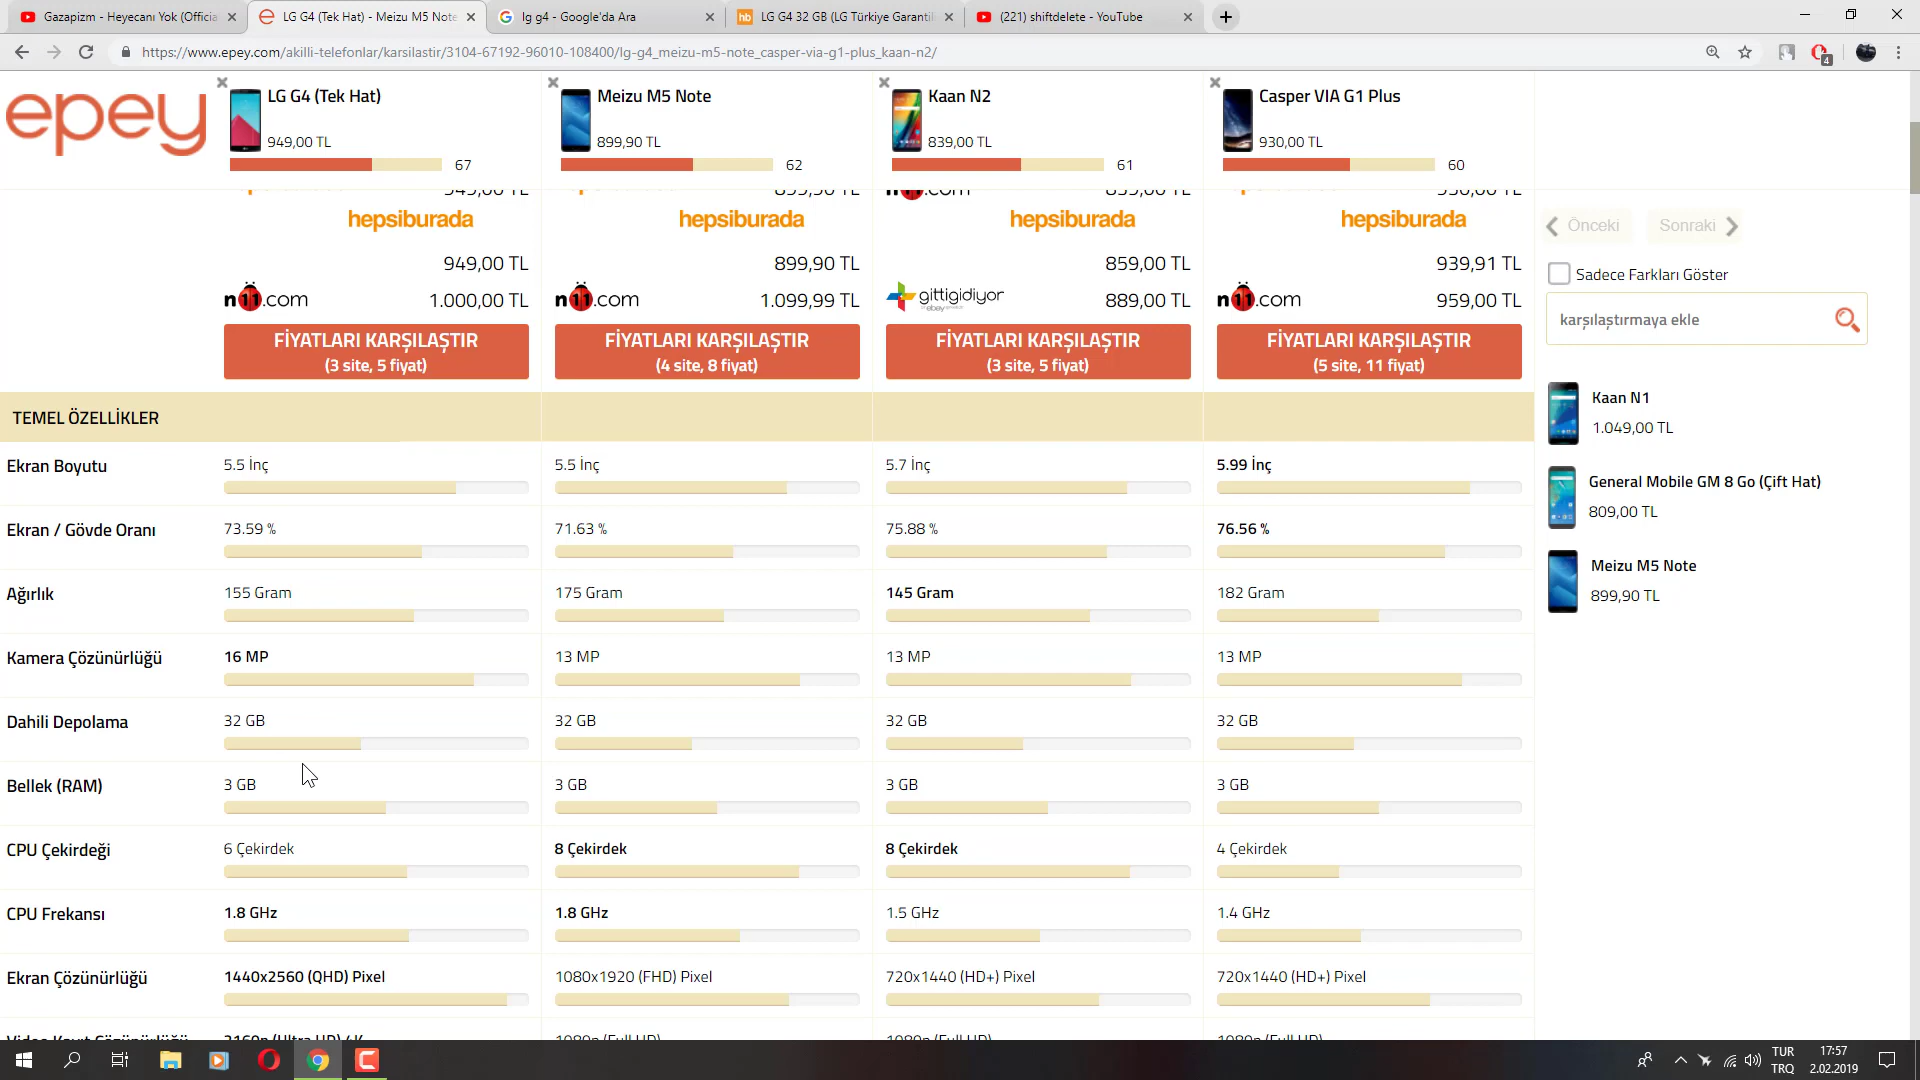 Gazapizm - Heyecanı Yok (Officia
LG G4 (Tek Hat) - Meizu M5 Note
lg g4 - Google'da Ara
LG G4 32 GB (LG Türkiye Garantili
(221) shiftdelete - YouTube
https://www.epey.com/akilli-telefonlar/karsilastir/3104-67192-96010-108400/lg-g4_meizu-m5-note_casper-via-g1-plus_kaan-n2/
4
epey
LG G4 (Tek Hat)
949,00 TL
67
Meizu M5 Note
899,90 TL
62
Kaan N2
839,00 TL
61
Casper VIA G1 Plus
930,00 TL
60
hepsiburada hepsiburada hepsiburada hepsiburada
949,00 TL 899,90 TL 859,00 TL 939,91 TL
n11.com 1.000,00 TL n11.com 1.099,99 TL gittigidiyor 889,00 TL n11.com 959,00 TL
FİYATLARI KARŞILAŞTIR FİYATLARI KARŞILAŞTIR FİYATLARI KARŞILAŞTIR FİYATLARI KARŞILAŞTIR
(3 site, 5 fiyat) (4 site, 8 fiyat) (3 site, 5 fiyat) (5 site, 11 fiyat)
TEMEL ÖZELLİKLER
Ekran Boyutu 5.5 İnç 5.5 İnç 5.7 İnç 5.99 İnç
Ekran / Gövde Oranı 73.59 % 71.63 % 75.88 % 76.56 %
Ağırlık 155 Gram 175 Gram 145 Gram 182 Gram
Kamera Çözünürlüğü 16 MP 13 MP 13 MP 13 MP
Dahili Depolama 32 GB 32 GB 32 GB 32 GB
Bellek (RAM) 3 GB 3 GB 3 GB 3 GB
CPU Çekirdeği 6 Çekirdek 8 Çekirdek 8 Çekirdek 4 Çekirdek
CPU Frekansı 1.8 GHz 1.8 GHz 1.5 GHz 1.4 GHz
Ekran Çözünürlüğü 1440x2560 (QHD) Pixel 1080x1920 (FHD) Pixel 720x1440 (HD+) Pixel 720x1440 (HD+) Pixel
Önceki Sonraki
Sadece Farkları Göster
karşılaştırmaya ekle
Kaan N1
1.049,00 TL
General Mobile GM 8 Go (Çift Hat)
809,00 TL
Meizu M5 Note
899,90 TL
TUR
TRQ
17:57
2.02.2019